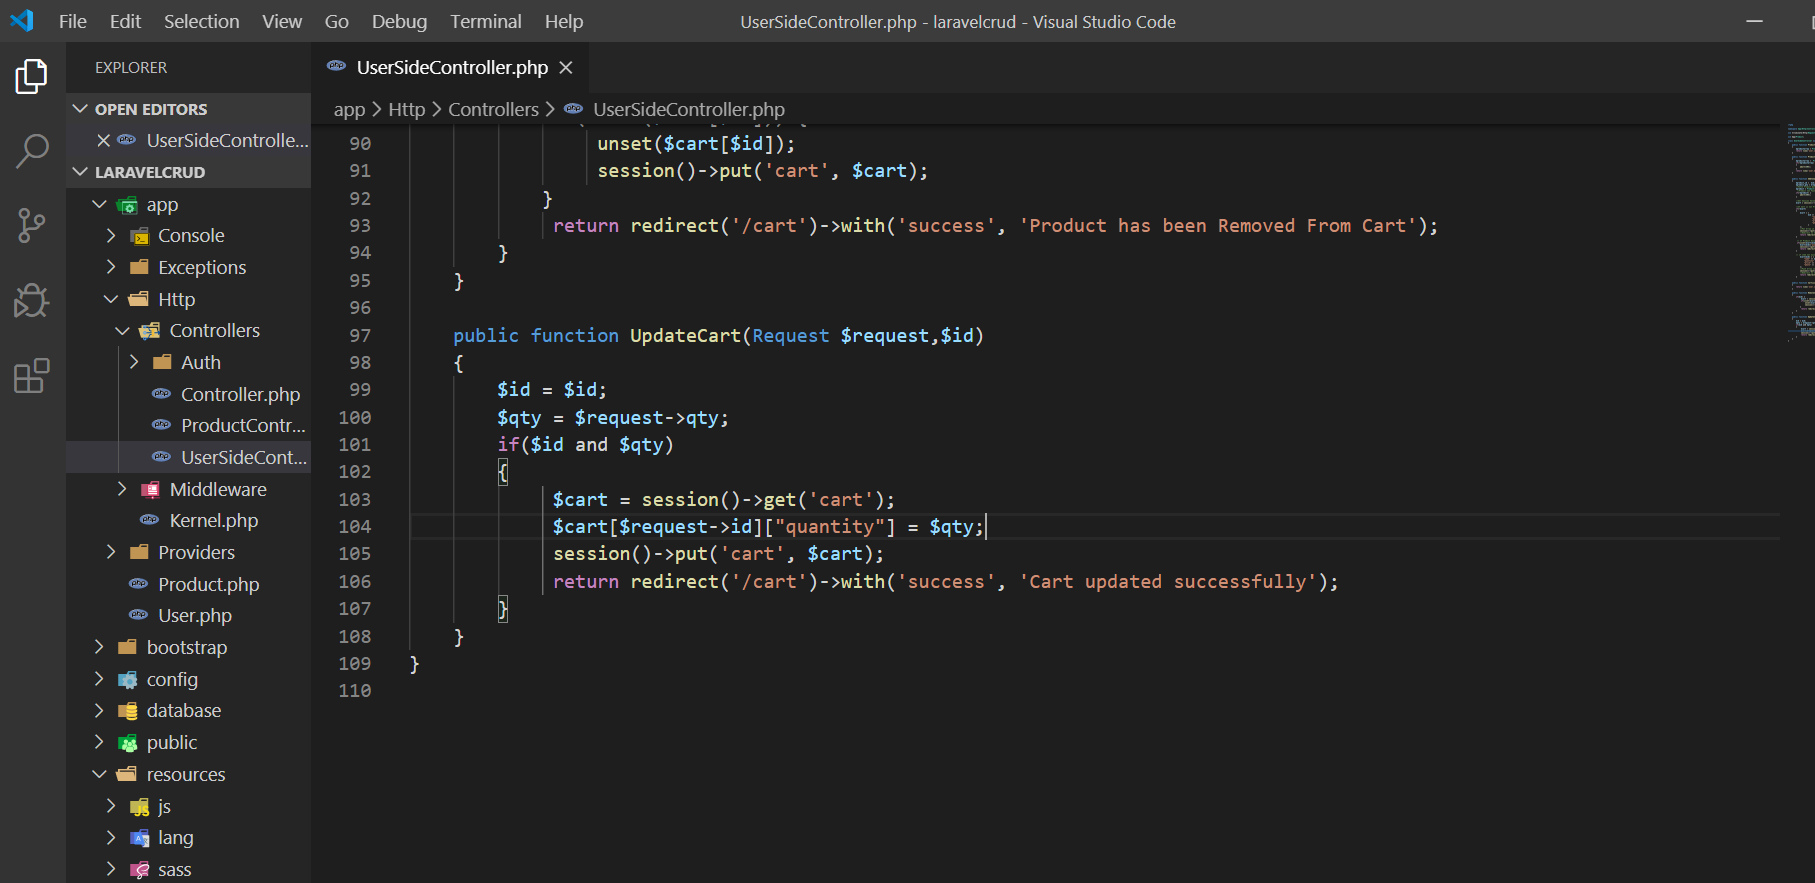 File Edit Selection View Go Debug Terminal Help
UserSideController.php - laravelcrud - Visual Studio Code
EXPLORER
OPEN EDITORS
UserSideControlle...
LARAVELCRUD
app
Console
Exceptions
Http
Controllers
Auth
Controller.php
ProductContr...
UserSideCont...
Middleware
Kernel.php
Providers
Product.php
User.php
bootstrap
config
database
public
resources
js
lang
sass
UserSideController.php
app > Http > Controllers > UserSideController.php
90 unset($cart[$id]);
91 session()->put('cart', $cart);
92 }
93 return redirect('/cart')->with('success', 'Product has been Removed From Cart');
94 }
95 }
96
97 public function UpdateCart(Request $request,$id)
98 {
99 $id = $id;
100 $qty = $request->qty;
101 if($id and $qty)
102 {
103 $cart = session()->get('cart');
104 $cart[$request->id]["quantity"] = $qty;
105 session()->put('cart', $cart);
106 return redirect('/cart')->with('success', 'Cart updated successfully');
107 }
108 }
109 }
110